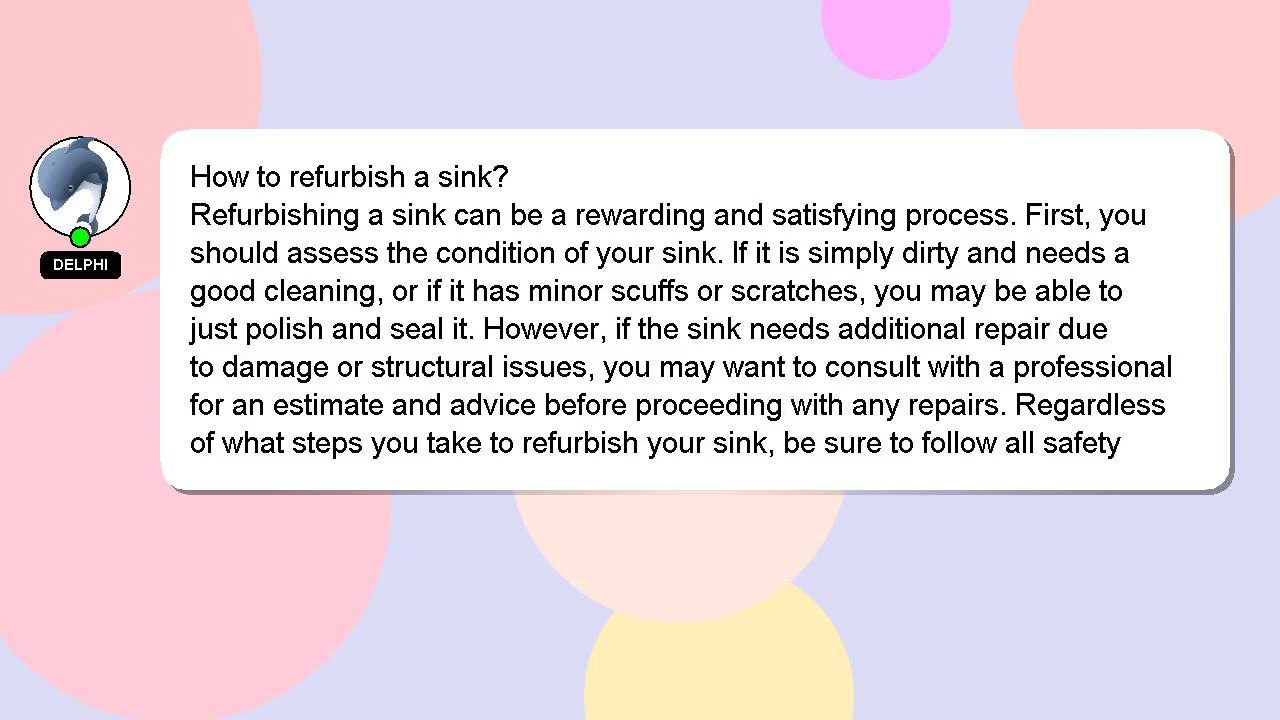 DELPHI
How to refurbish a sink?
Refurbishing a sink can be a rewarding and satisfying process. First, you
should assess the condition of your sink. If it is simply dirty and needs a
good cleaning, or if it has minor scuffs or scratches, you may be able to
just polish and seal it. However, if the sink needs additional repair due
to damage or structural issues, you may want to consult with a professional
for an estimate and advice before proceeding with any repairs. Regardless
of what steps you take to refurbish your sink, be sure to follow all safety